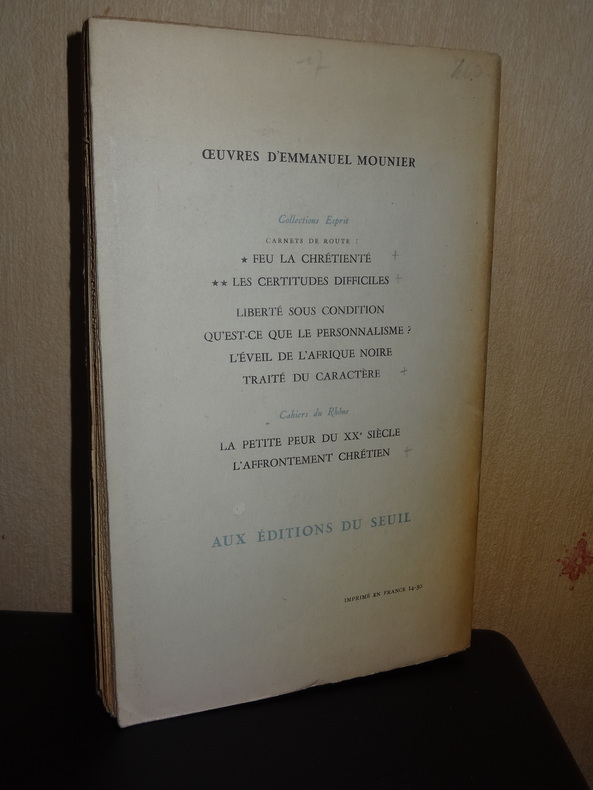 ŒUVRES D'EMMANUEL MOUNIER
Collections Esprit
CARNETS DE ROUTE :
★ FEU LA CHRÉTIENTÉ +
★★ LES CERTITUDES DIFFICILES +
LIBERTÉ SOUS CONDITION
QU'EST-CE QUE LE PERSONNALISME ?
L'ÉVEIL DE L'AFRIQUE NOIRE
TRAITÉ DU CARACTÈRE +
Cahiers du Rhône
LA PETITE PEUR DU XXᵉ SIÈCLE
L'AFFRONTEMENT CHRÉTIEN +
AUX ÉDITIONS DU SEUIL
IMPRIMÉ EN FRANCE 14-50